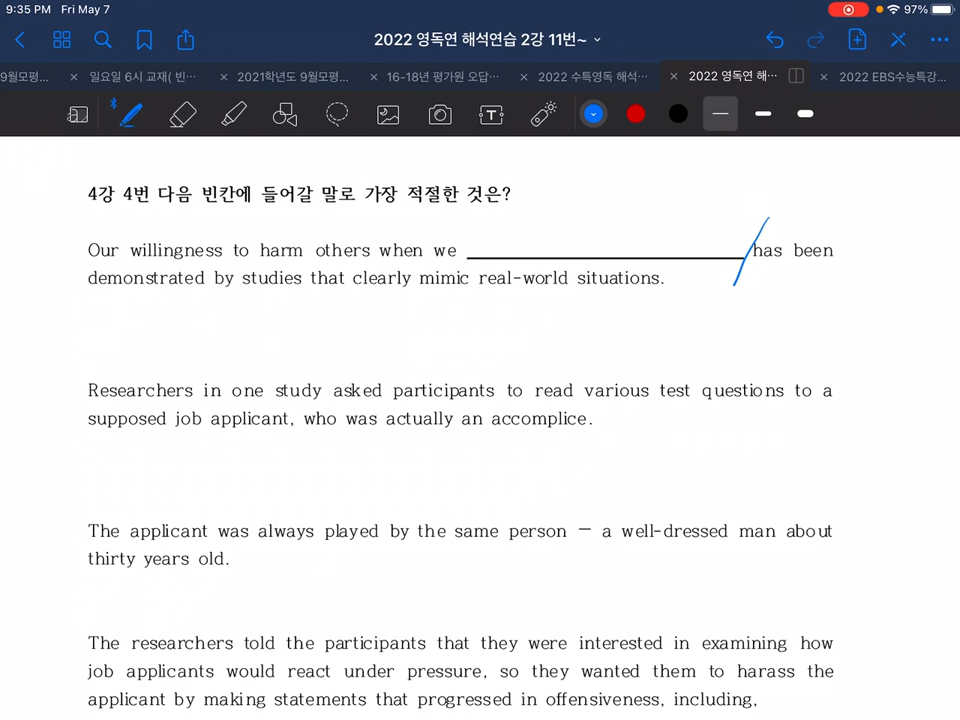 9:35 PM Fri May 7
97%
2022 영독연 해석연습 2강 11번~
9월모평...
일요일 6시 교재( 빈...
2021학년도 9월모평...
16-18년 평가원 오답...
2022 수특영독 해석...
2022 영독연 해...
2022 EBS수능특강...
4강 4번 다음 빈칸에 들어갈 말로 가장 적절한 것은?
Our willingness to harm others when we ____________________ has been
demonstrated by studies that clearly mimic real-world situations.
Researchers in one study asked participants to read various test questions to a
supposed job applicant, who was actually an accomplice.
The applicant was always played by the same person — a well-dressed man about
thirty years old.
The researchers told the participants that they were interested in examining how
job applicants would react under pressure, so they wanted them to harass the
applicant by making statements that progressed in offensiveness, including,